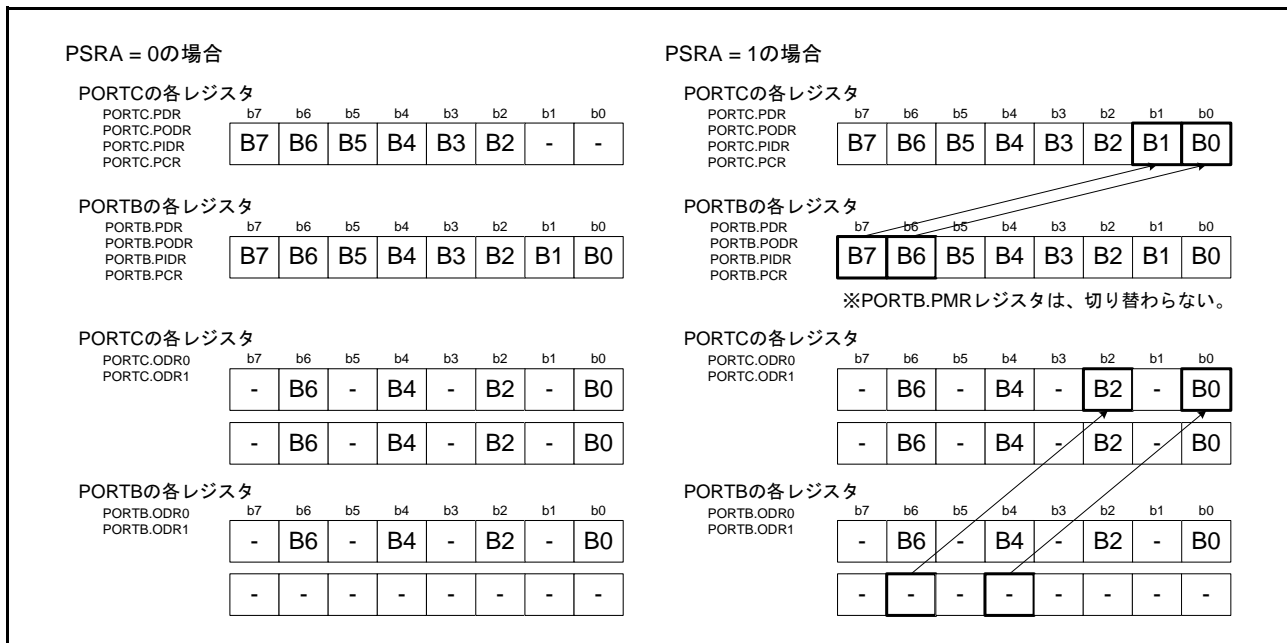 PSRA = 0の場合
PORTCの各レジスタ
PORTC.PDR
PORTC.PODR
PORTC.PIDR
PORTC.PCR
b7 b6 b5 b4 b3 b2 b1 b0
B7 B6 B5 B4 B3 B2 - -
PORTBの各レジスタ
PORTB.PDR
PORTB.PODR
PORTB.PIDR
PORTB.PCR
b7 b6 b5 b4 b3 b2 b1 b0
B7 B6 B5 B4 B3 B2 B1 B0
PORTCの各レジスタ
PORTC.ODR0
PORTC.ODR1
b7 b6 b5 b4 b3 b2 b1 b0
- B6 - B4 - B2 - B0
- B6 - B4 - B2 - B0
PORTBの各レジスタ
PORTB.ODR0
PORTB.ODR1
b7 b6 b5 b4 b3 b2 b1 b0
- B6 - B4 - B2 - B0
- - - - - - - -
PSRA = 1の場合
PORTCの各レジスタ
PORTC.PDR
PORTC.PODR
PORTC.PIDR
PORTC.PCR
b7 b6 b5 b4 b3 b2 b1 b0
B7 B6 B5 B4 B3 B2 B1 B0
PORTBの各レジスタ
PORTB.PDR
PORTB.PODR
PORTB.PIDR
PORTB.PCR
b7 b6 b5 b4 b3 b2 b1 b0
B7 B6 B5 B4 B3 B2 B1 B0
※PORTB.PMRレジスタは、切り替わらない。
PORTCの各レジスタ
PORTC.ODR0
PORTC.ODR1
b7 b6 b5 b4 b3 b2 b1 b0
- B6 - B4 - B2 - B0
- B6 - B4 - B2 - B0
PORTBの各レジスタ
PORTB.ODR0
PORTB.ODR1
b7 b6 b5 b4 b3 b2 b1 b0
- B6 - B4 - B2 - B0
- - - - - - - -